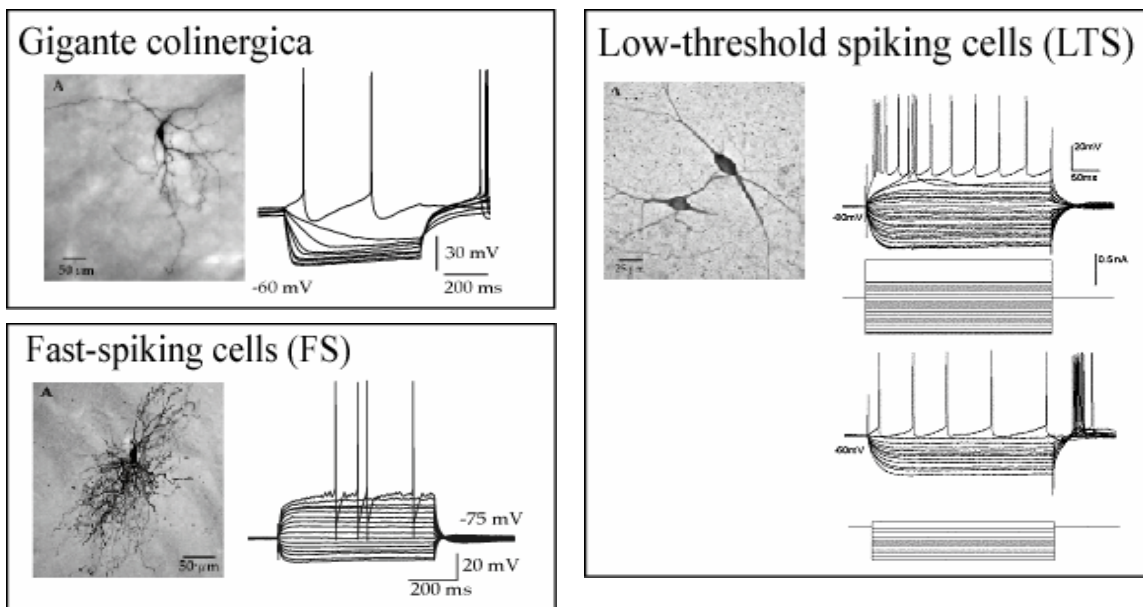 Gigante colinergica
A
50 µm
-60 mV
30 mV
200 ms
Fast-spiking cells (FS)
A
50 µm
-75 mV
20 mV
200 ms
Low-threshold spiking cells (LTS)
A
25 µm
20mV
50ms
-80mV
0.5nA
-60mV